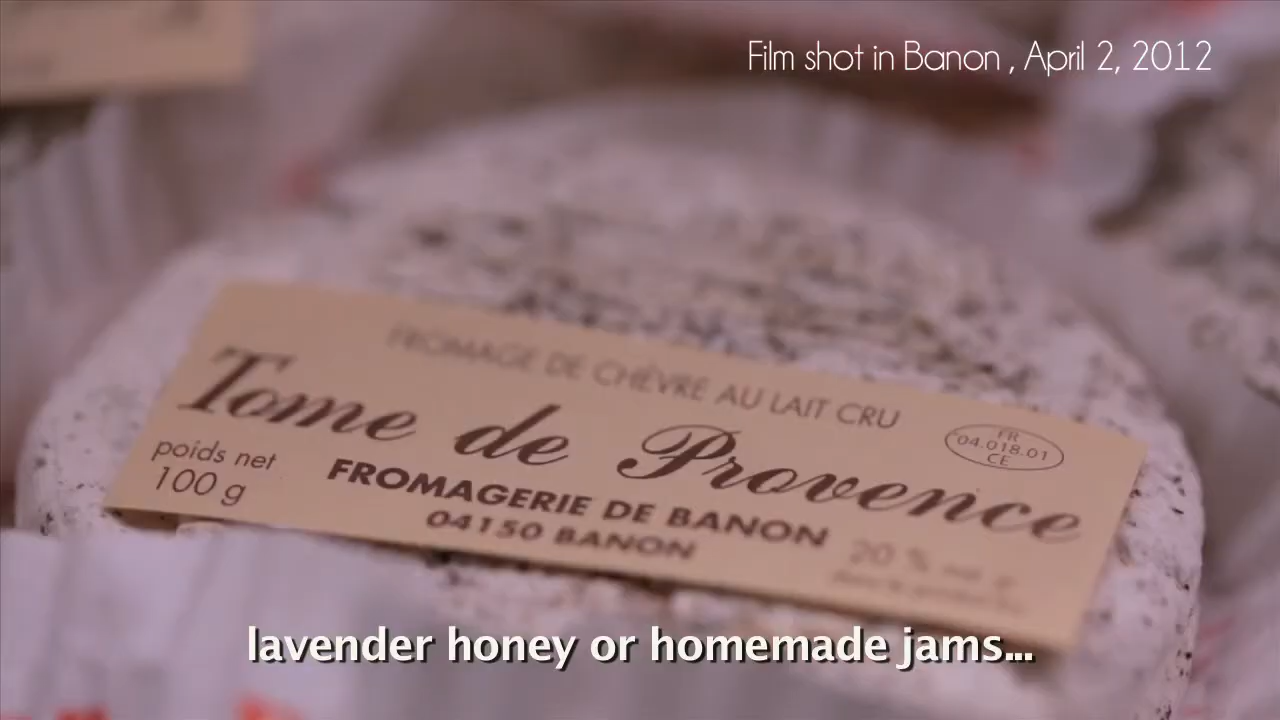 Film shot in Banon , April 2, 2012
FROMAGE DE CHÈVRE AU LAIT CRU
Tome de Provence
FR
04.018.01
CE
poids net
100 g
FROMAGERIE DE BANON
04150 BANON
20 %
lavender honey or homemade jams...